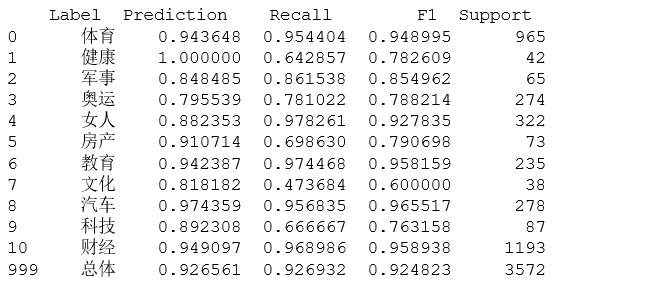 Label Prediction Recall F1 Support
0 体育 0.943648 0.954404 0.948995 965
1 健康 1.000000 0.642857 0.782609 42
2 军事 0.848485 0.861538 0.854962 65
3 奥运 0.795539 0.781022 0.788214 274
4 女人 0.882353 0.978261 0.927835 322
5 房产 0.910714 0.698630 0.790698 73
6 教育 0.942387 0.974468 0.958159 235
7 文化 0.818182 0.473684 0.600000 38
8 汽车 0.974359 0.956835 0.965517 278
9 科技 0.892308 0.666667 0.763158 87
10 财经 0.949097 0.968986 0.958938 1193
999 总体 0.926561 0.926932 0.924823 3572